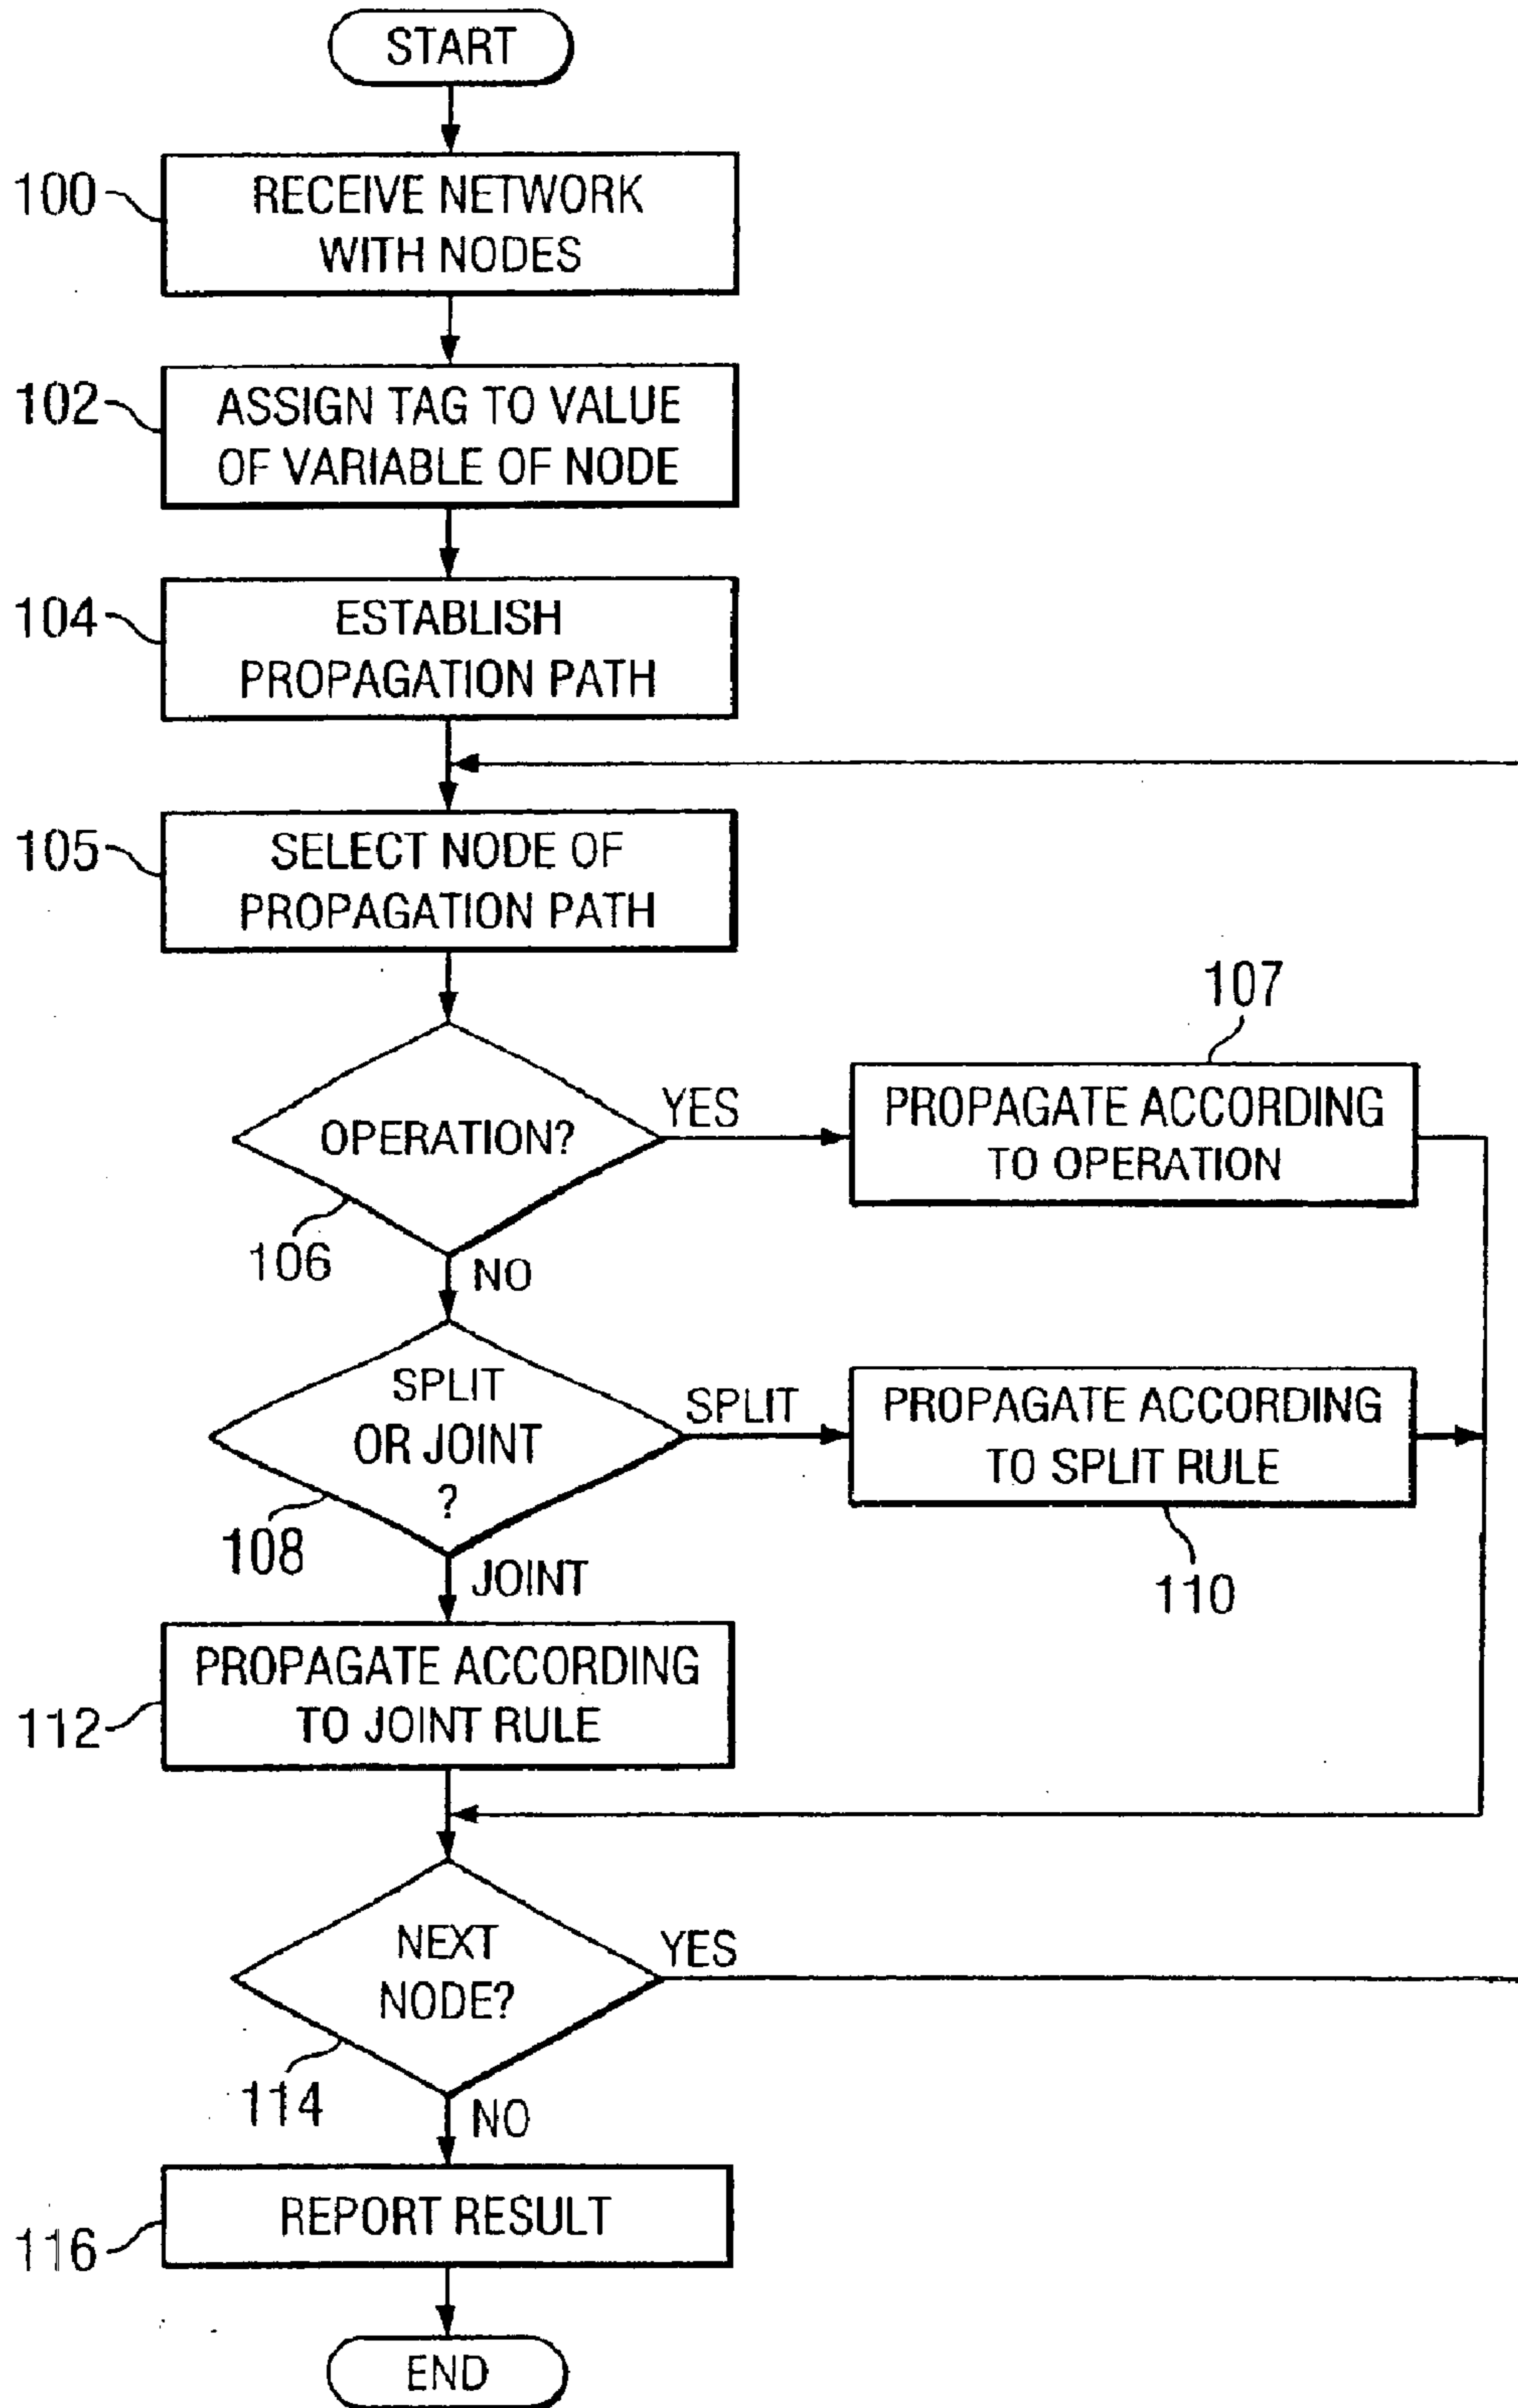 START
100
RECEIVE NETWORK
WITH NODES
102
ASSIGN TAG TO VALUE
OF VARIABLE OF NODE
104
ESTABLISH
PROPAGATION PATH
105
SELECT NODE OF
PROPAGATION PATH
OPERATION?
106
YES
NO
107
PROPAGATE ACCORDING
TO OPERATION
SPLIT
OR JOINT
?
108
SPLIT
JOINT
PROPAGATE ACCORDING
TO SPLIT RULE
110
112
PROPAGATE ACCORDING
TO JOINT RULE
NEXT
NODE?
114
YES
NO
116
REPORT RESULT
END